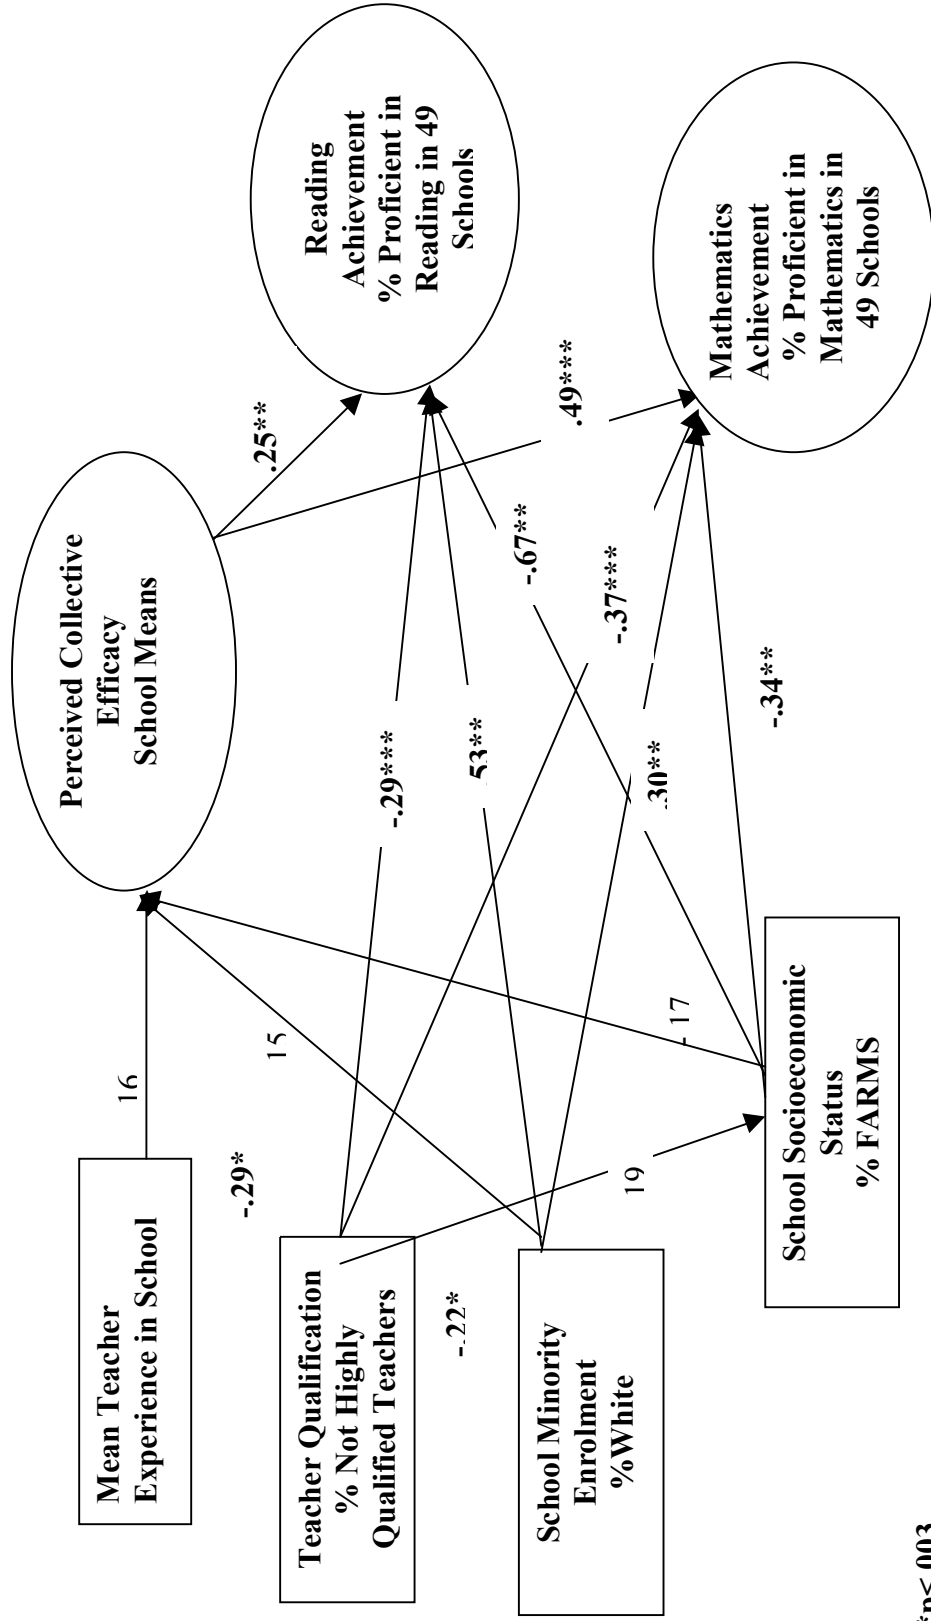 Mean Teacher
Experience in School
16
-.29*
Teacher Qualification
% Not Highly
Qualified Teachers
-.22*
School Minority
Enrolment
%White
School Socioeconomic
Status
% FARMS
15
19
-.17
Perceived Collective
Efficacy
School Means
-.29***
.53**
-.67**
-.37***
.30**
-.34**
.25**
.49***
Reading
Achievement
% Proficient in
Reading in 49
Schools
Mathematics
Achievement
% Proficient in
Mathematics in
49 Schools
*p<.003